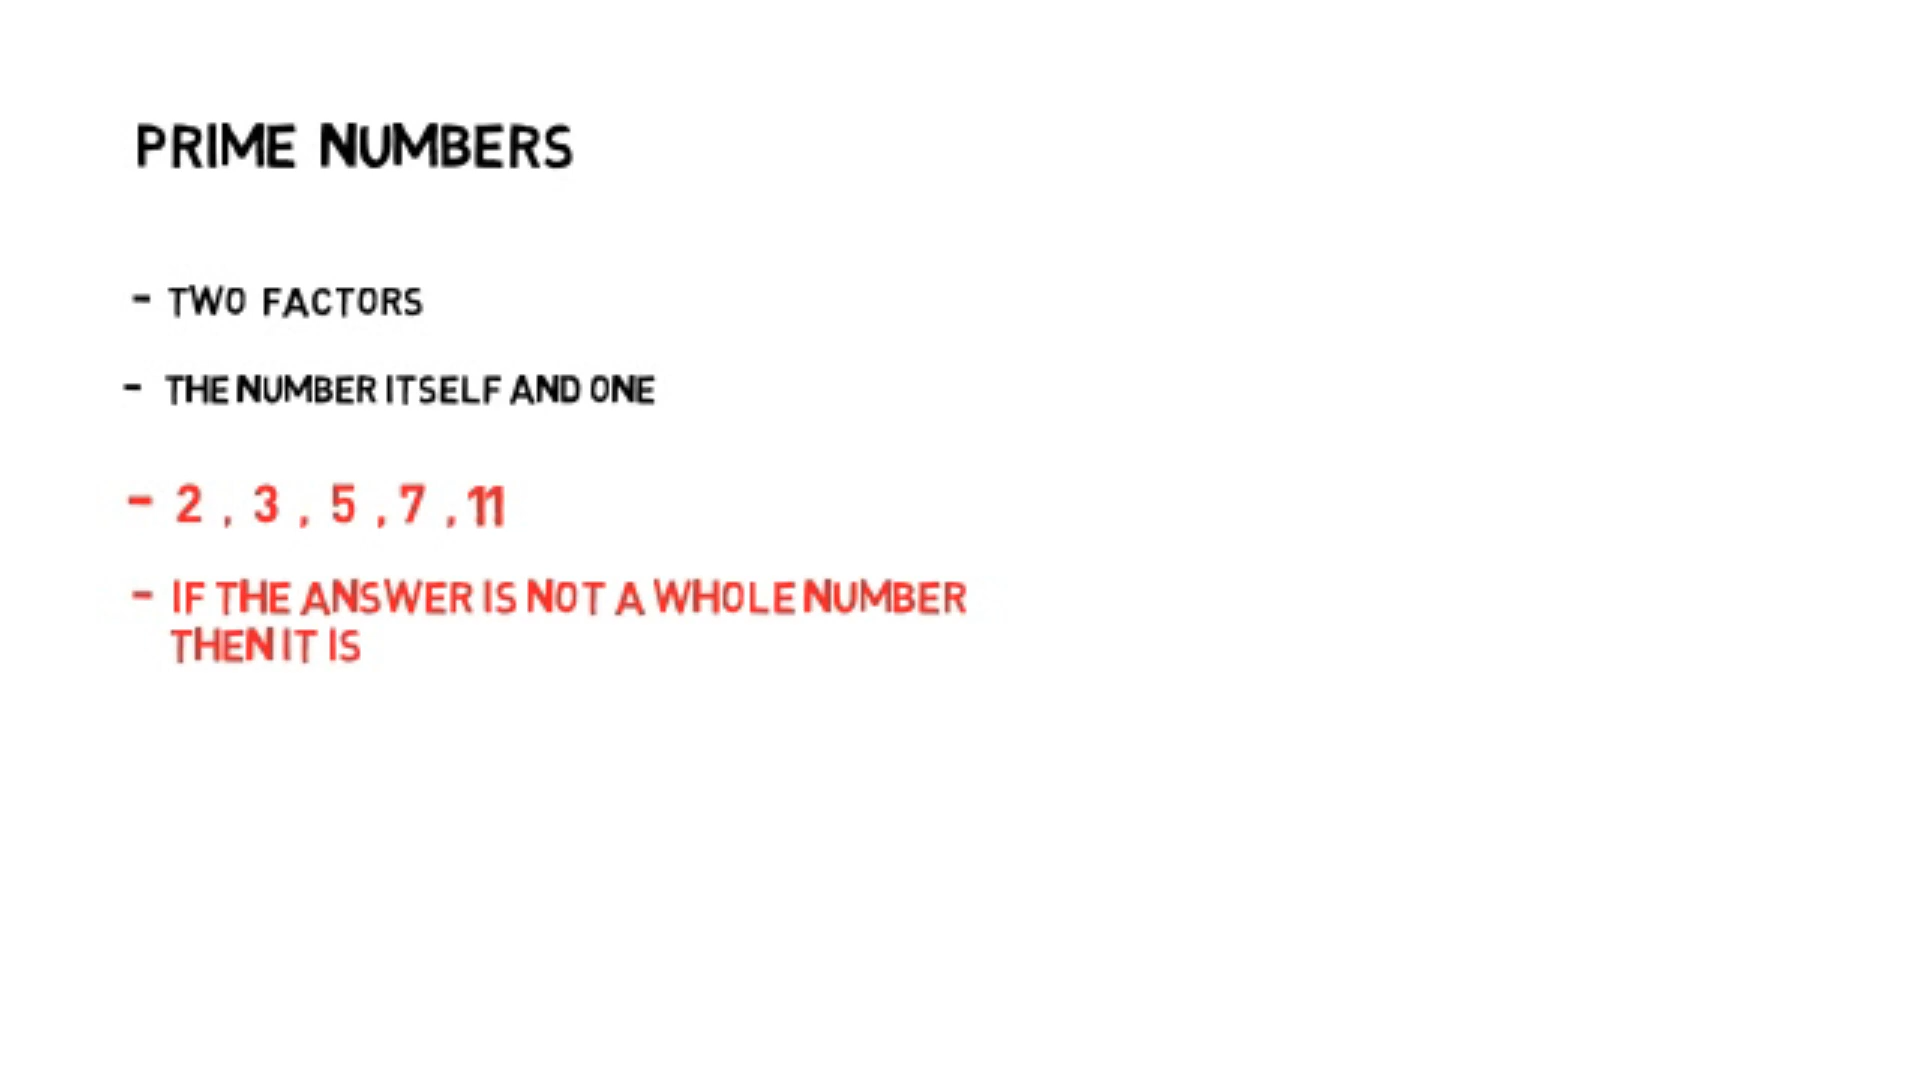 PRIME NUMBERS
- TWO FACTORS
- THE NUMBER ITSELF AND ONE
- 2 , 3 , 5 , 7 , 11
- IF THE ANSWER IS NOT A WHOLE NUMBER
THEN IT IS